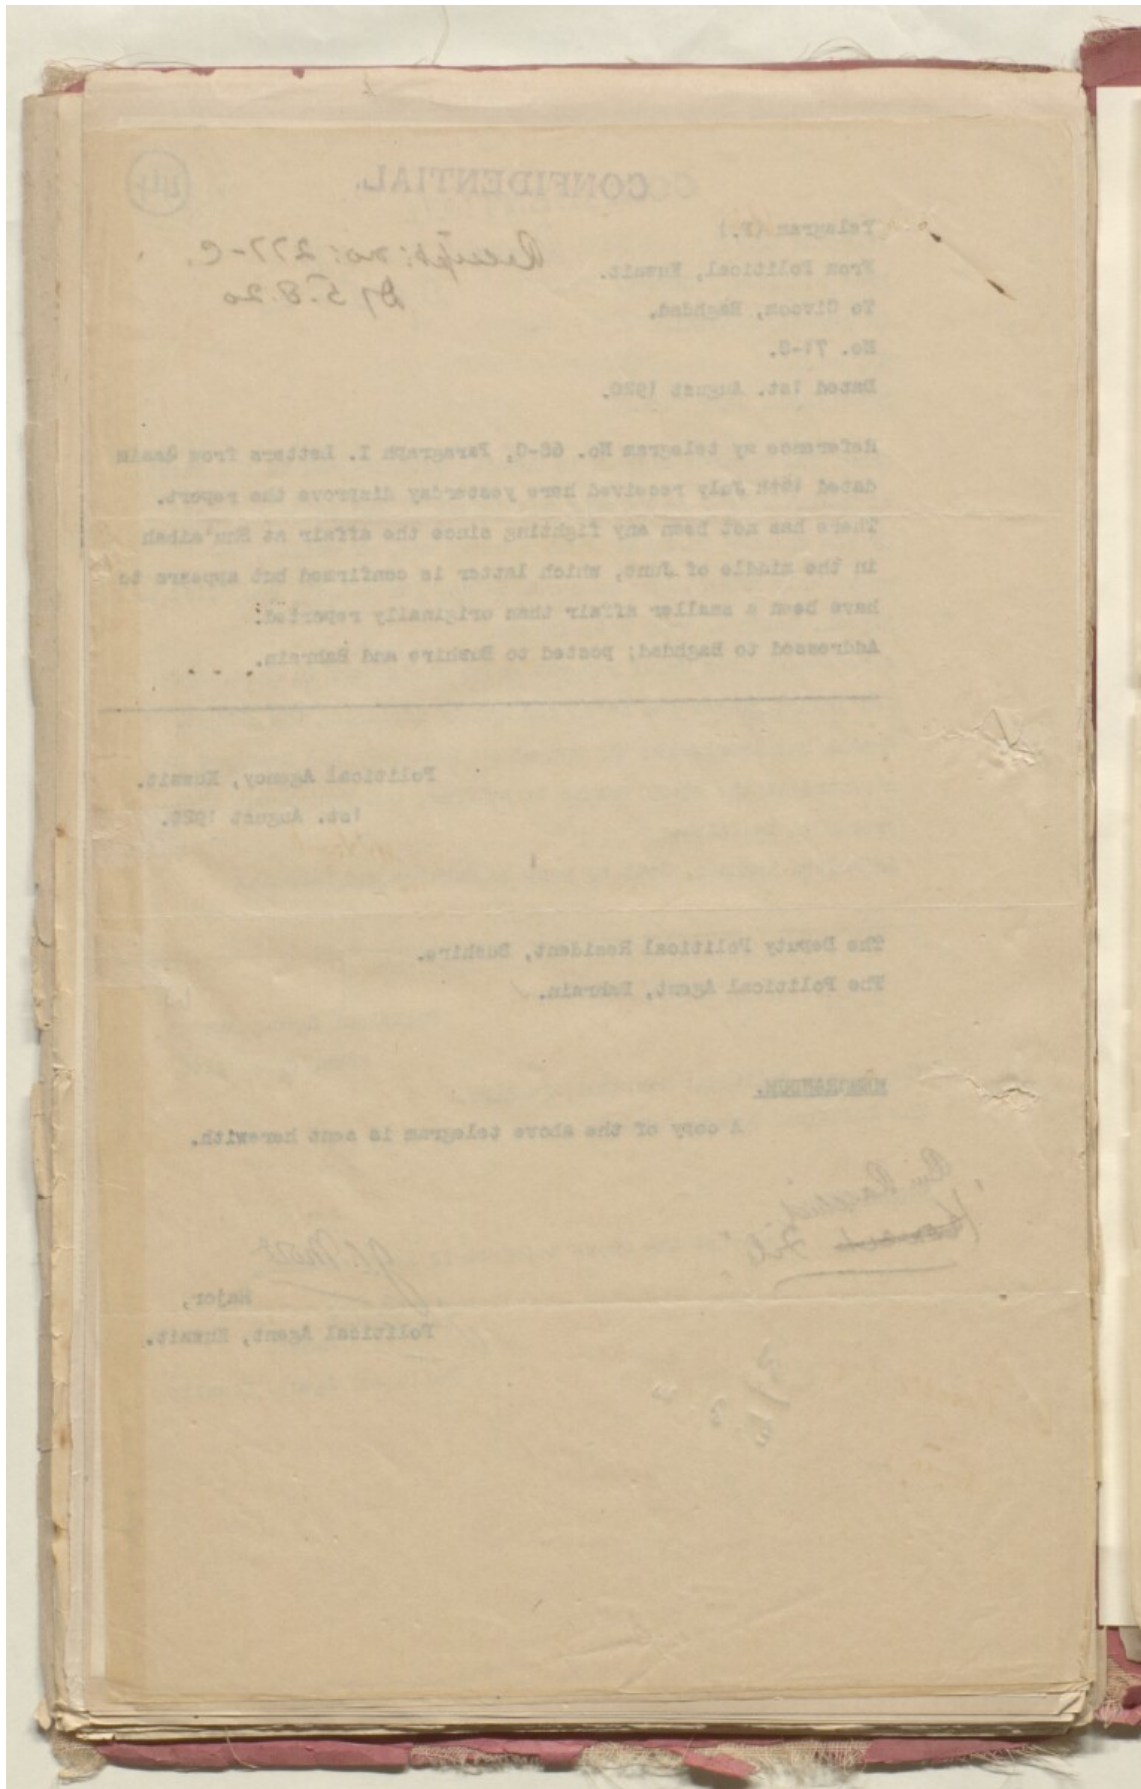 CONFIDENTIAL.
Receipt: no: 277-C.
D/ 5.8.20
Telegram (P.)
From Political, Kuwait.
To Civcom, Baghdad.
No. 71-C.
Dated 1st. August 1920.
Reference my telegram No. 68-C, Paragraph I. Letters from Qasim
dated 18th July received here yesterday disprove the report.
There has not been any fighting since the affair at
in the middle of June, which latter is confirmed but appears to
have been a smaller affair than originally reported.
Addressed to Baghdad; posted to Bushire and Bahrain.
Political Agency, Kuwait.
1st. August 1920.
The Deputy Political Resident, Bushire.
The Political Agent, Bahrain.
MEMORANDUM.
A copy of the above telegram is sent herewith.
File
Major,
Political Agent, Kuwait.